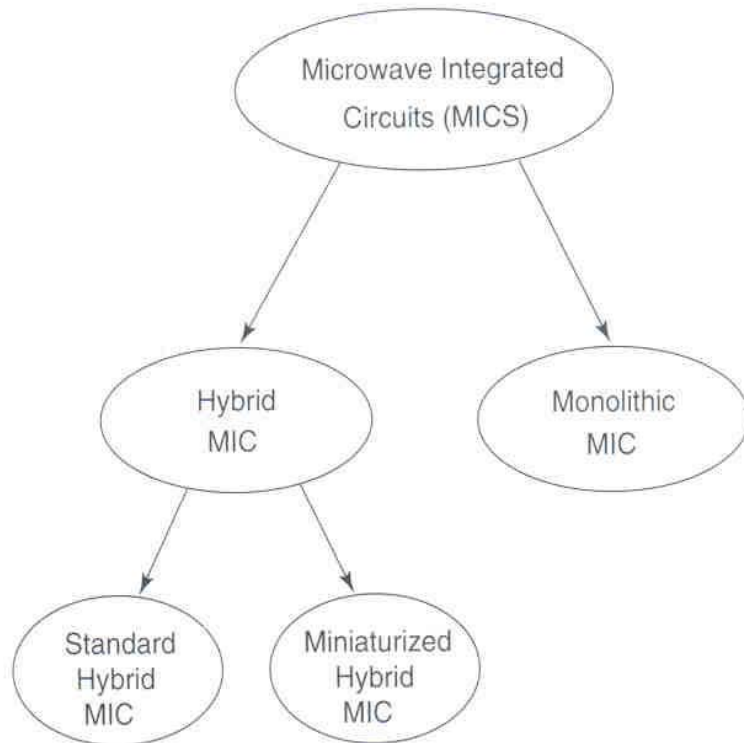 Microwave Integrated
Circuits (MICS)
Hybrid
MIC
Monolithic
MIC
Standard
Hybrid
MIC
Miniaturized
Hybrid
MIC